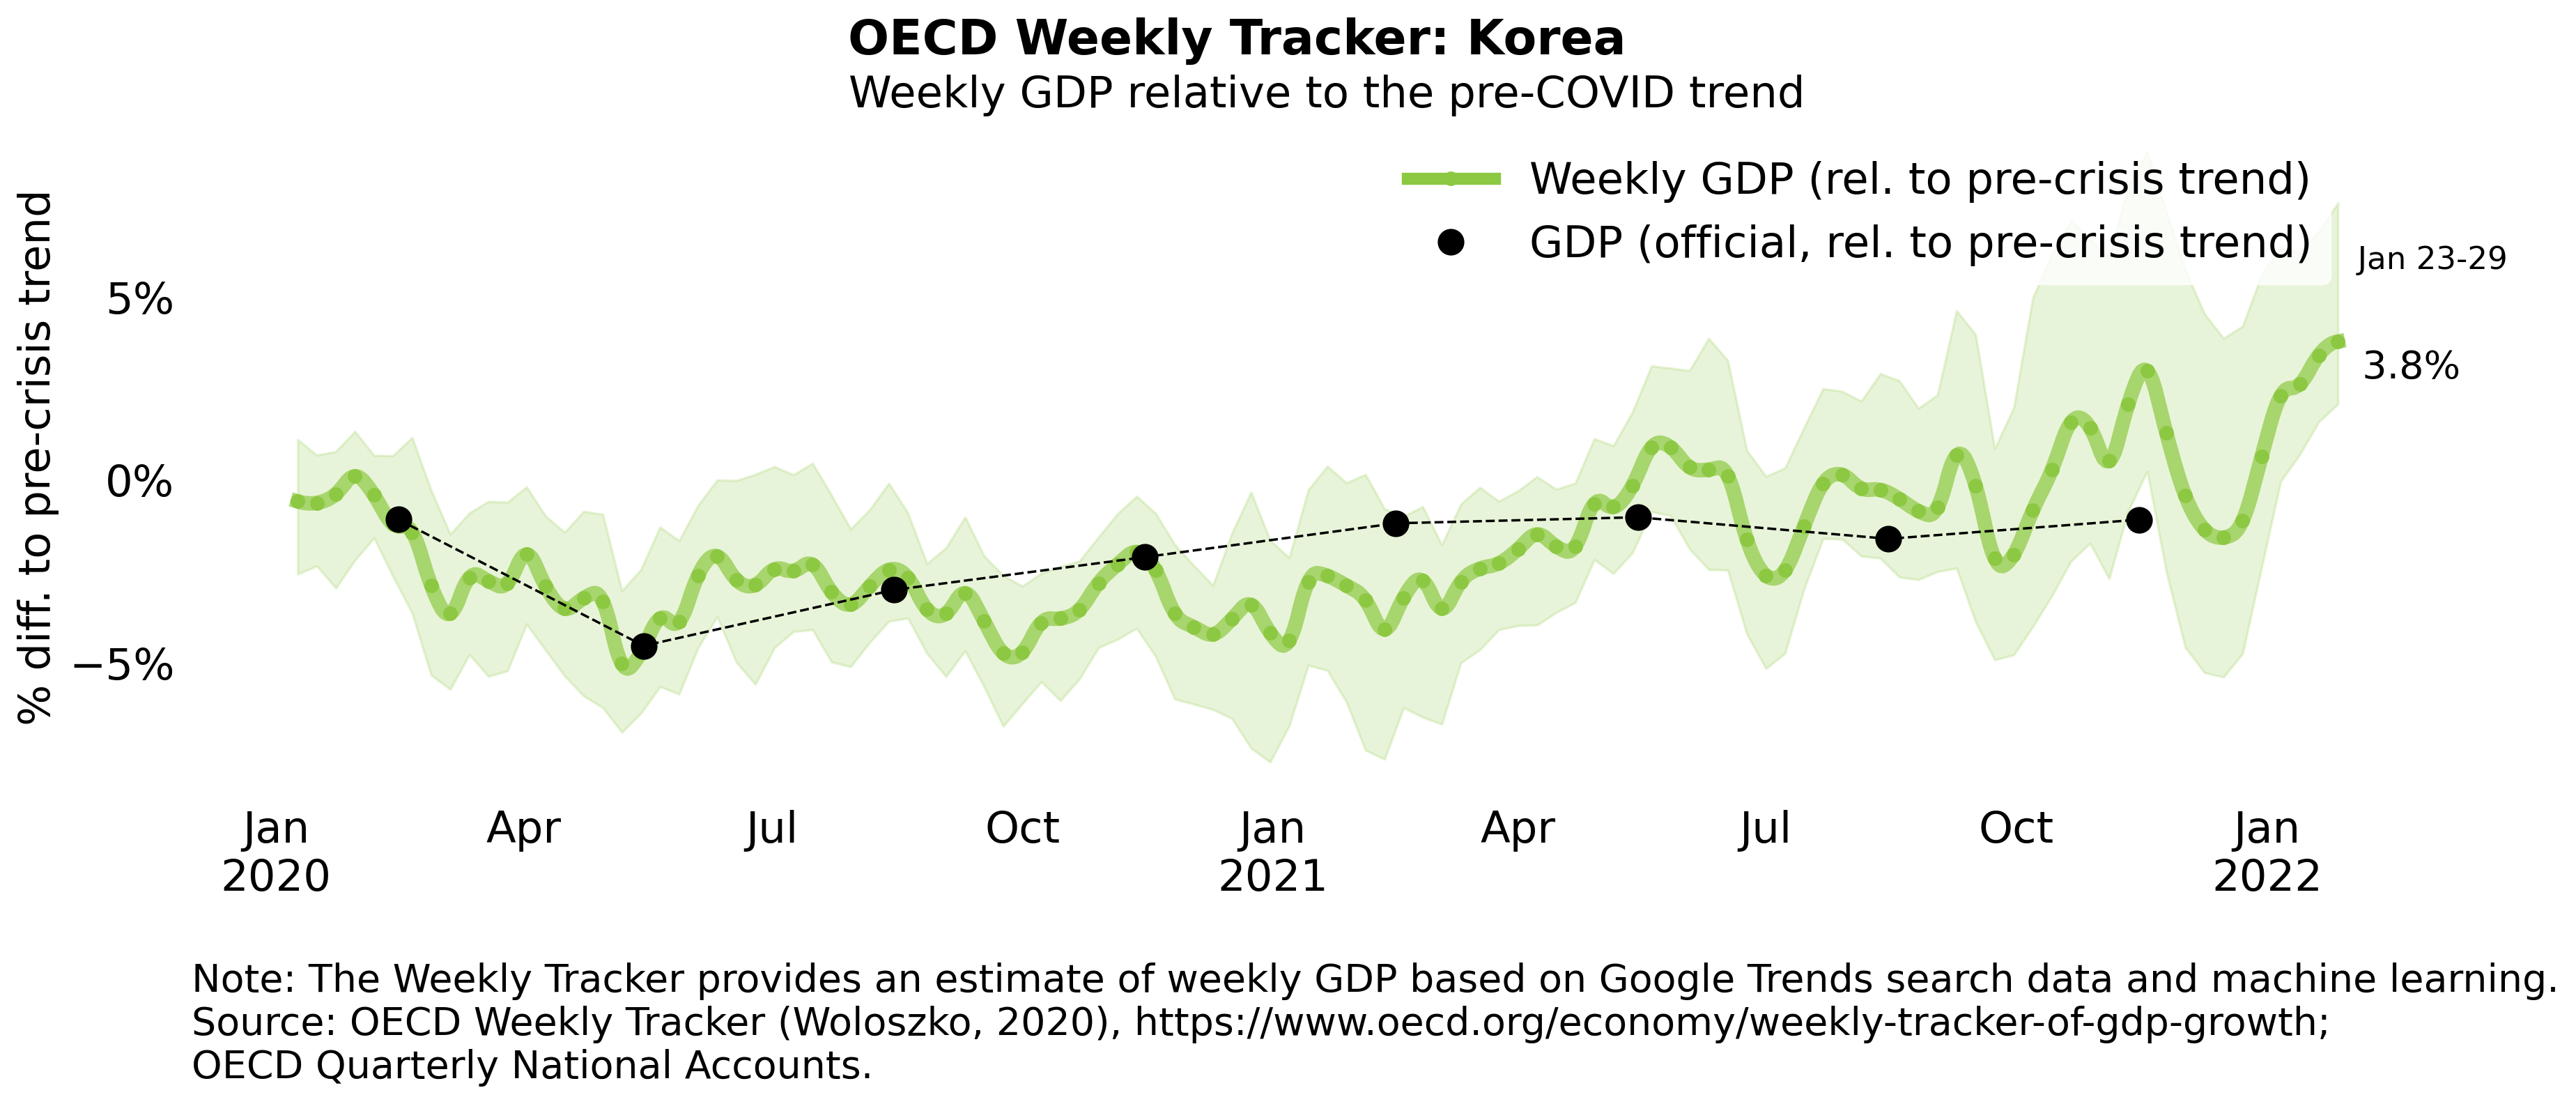 OECD Weekly Tracker: Korea
Weekly GDP relative to the pre-COVID trend
Weekly GDP (rel. to pre-crisis trend)
GDP (official, rel. to pre-crisis trend)
Jan 23-29
3.8%
% diff. to pre-crisis trend
5%
0%
−5%
Jan
2020
Apr
Jul
Oct
Jan
2021
Apr
Jul
Oct
Jan
2022
Note: The Weekly Tracker provides an estimate of weekly GDP based on Google Trends search data and machine learning.
Source: OECD Weekly Tracker (Woloszko, 2020), https://www.oecd.org/economy/weekly-tracker-of-gdp-growth;
OECD Quarterly National Accounts.